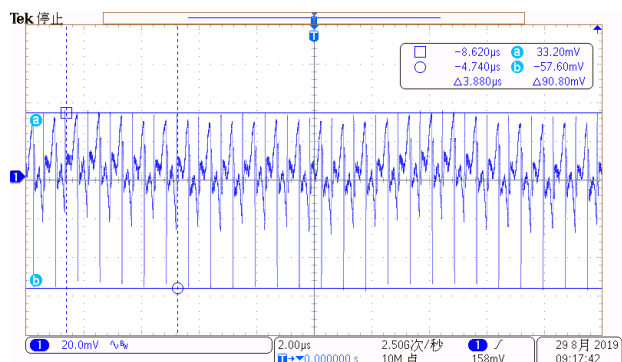 Tek 停止
T
-8.620µs a 33.20mV
-4.740µs b -57.60mV
△3.880µs △90.80mV
a
1
b
1 20.0mV
2.00µs 2.50G次/秒 1
T→▼0.000000 s 10M 点 158mV
29 8月 2019
09:17:42